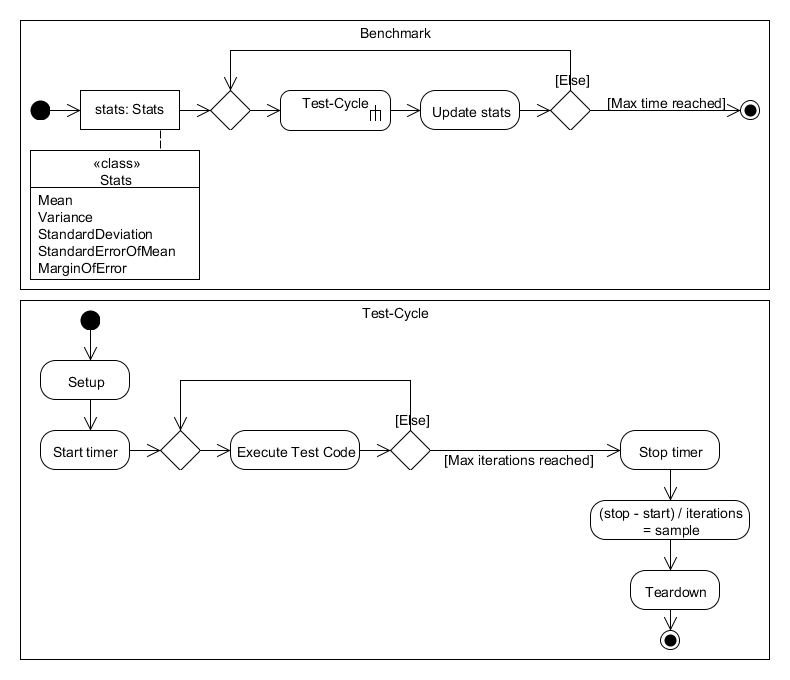 Benchmark
[Else]
stats: Stats
Test-Cycle
Update stats
[Max time reached]
«class»
Stats
Mean
Variance
StandardDeviation
StandardErrorOfMean
MarginOfError
Test-Cycle
Setup
[Else]
Start timer
Execute Test Code
[Max iterations reached]
Stop timer
(stop - start) / iterations
= sample
Teardown